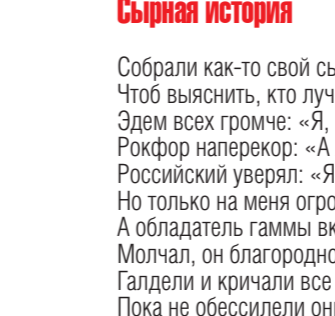 Сырная история
Собрали как-то свой сы
Чтоб выяснить, кто луч
Эдем всех громче: «Я,
Рокфор наперекор: «А
Российский уверял: «Я
Но только на меня огро
А обладатель гаммы вк
Молчал, он благородно
Галдели и кричали все
Пока не обессилели он